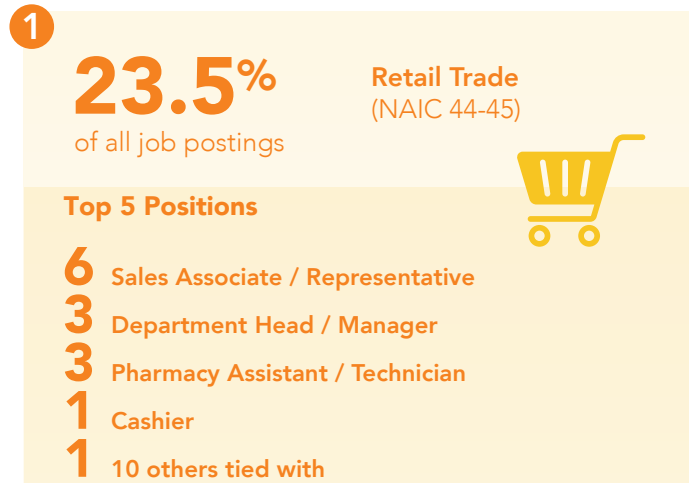 1
23.5%
of all job postings
Retail Trade
(NAIC 44-45)
Top 5 Positions
6 Sales Associate / Representative
3 Department Head / Manager
3 Pharmacy Assistant / Technician
1 Cashier
1 10 others tied with